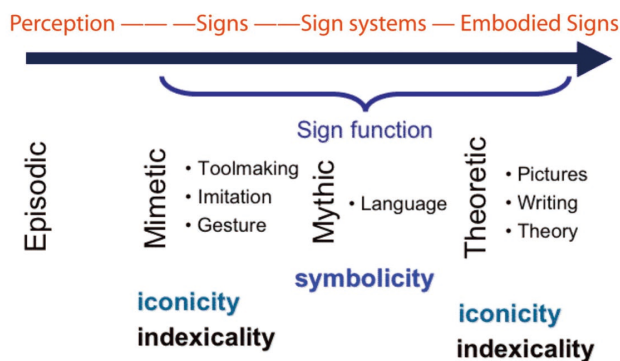 Perception —— —Signs ——Sign systems — Embodied Signs
Sign function
Episodic
Mimetic
• Toolmaking
• Imitation
• Gesture
Mythic
• Language
Theoretic
• Pictures
• Writing
• Theory
symbolicity
iconicity
indexicality
iconicity
indexicality